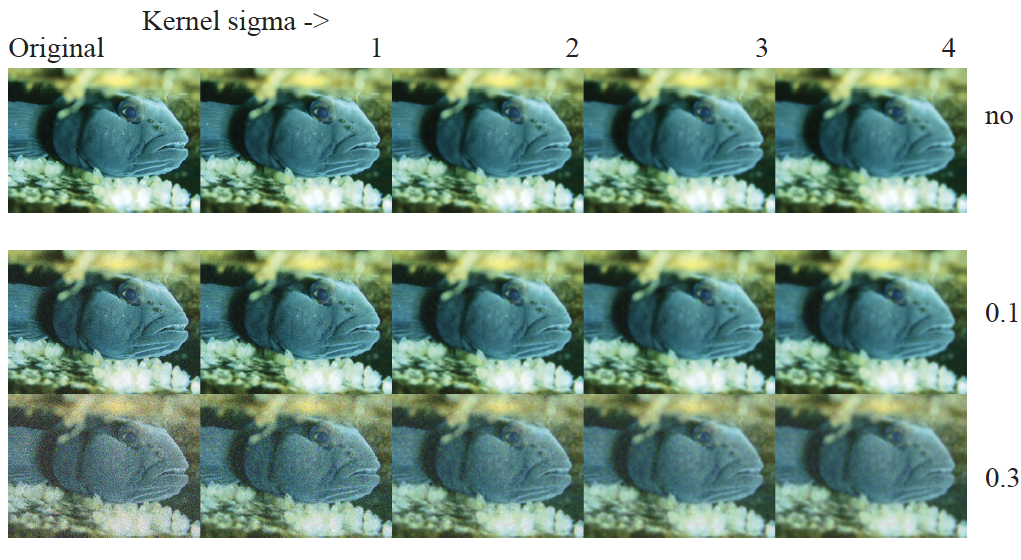 Kernel sigma ->
Original 1 2 3 4
no
0.1
0.3